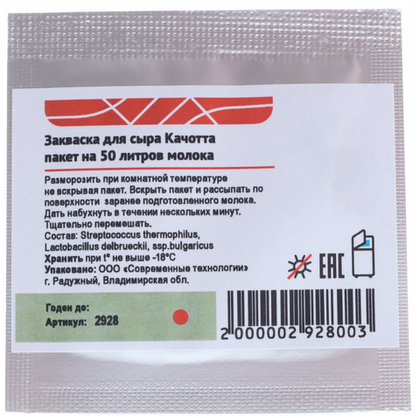 Закваска для сыра Качотта
пакет на 50 литров молока
Разморозить при комнатной температуре
не вскрывая пакет. Вскрыть пакет и рассыпать по
поверхности заранее подготовленного молока.
Дать набухнуть в течении нескольких минут.
Тщательно перемешать.
Состав: Streptococcus thermophilus,
Lactobacillus delbrueckii, ssp.bulgaricus
Хранить при t° не выше -18°C
Упаковано: ООО «Современные технологии»
г. Радужный, Владимирская обл.
EAC
Годен до:
Артикул: 2928
2 000002 928003